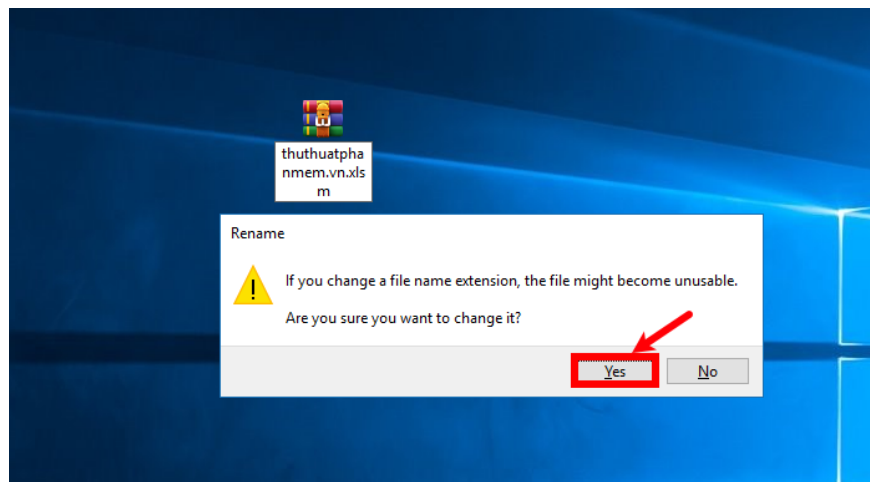 thuthuatpha
nmem.vn.xls
m
Rename
If you change a file name extension, the file might become unusable.
Are you sure you want to change it?
Yes
No